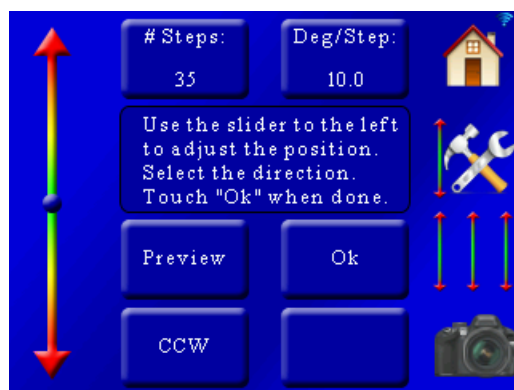 # Steps:
35
Deg/Step:
10.0
Use the slider to the left
to adjust the position.
Select the direction.
Touch "Ok" when done.
Preview
Ok
CCW